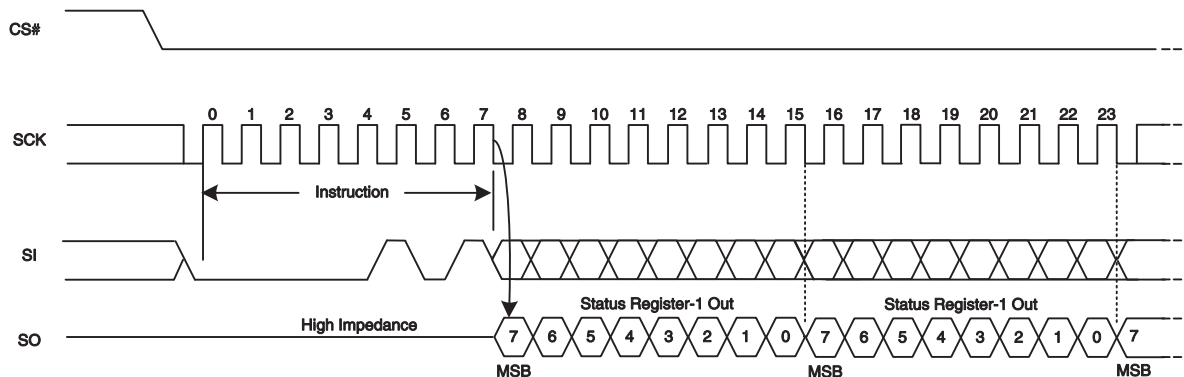 CS#
0 1 2 3 4 5 6 7 8 9 10 11 12 13 14 15 16 17 18 19 20 21 22 23
SCK
Instruction
SI
Status Register-1 Out Status Register-1 Out
High Impedance
SO 7 6 5 4 3 2 1 0 7 6 5 4 3 2 1 0 7
MSB MSB MSB